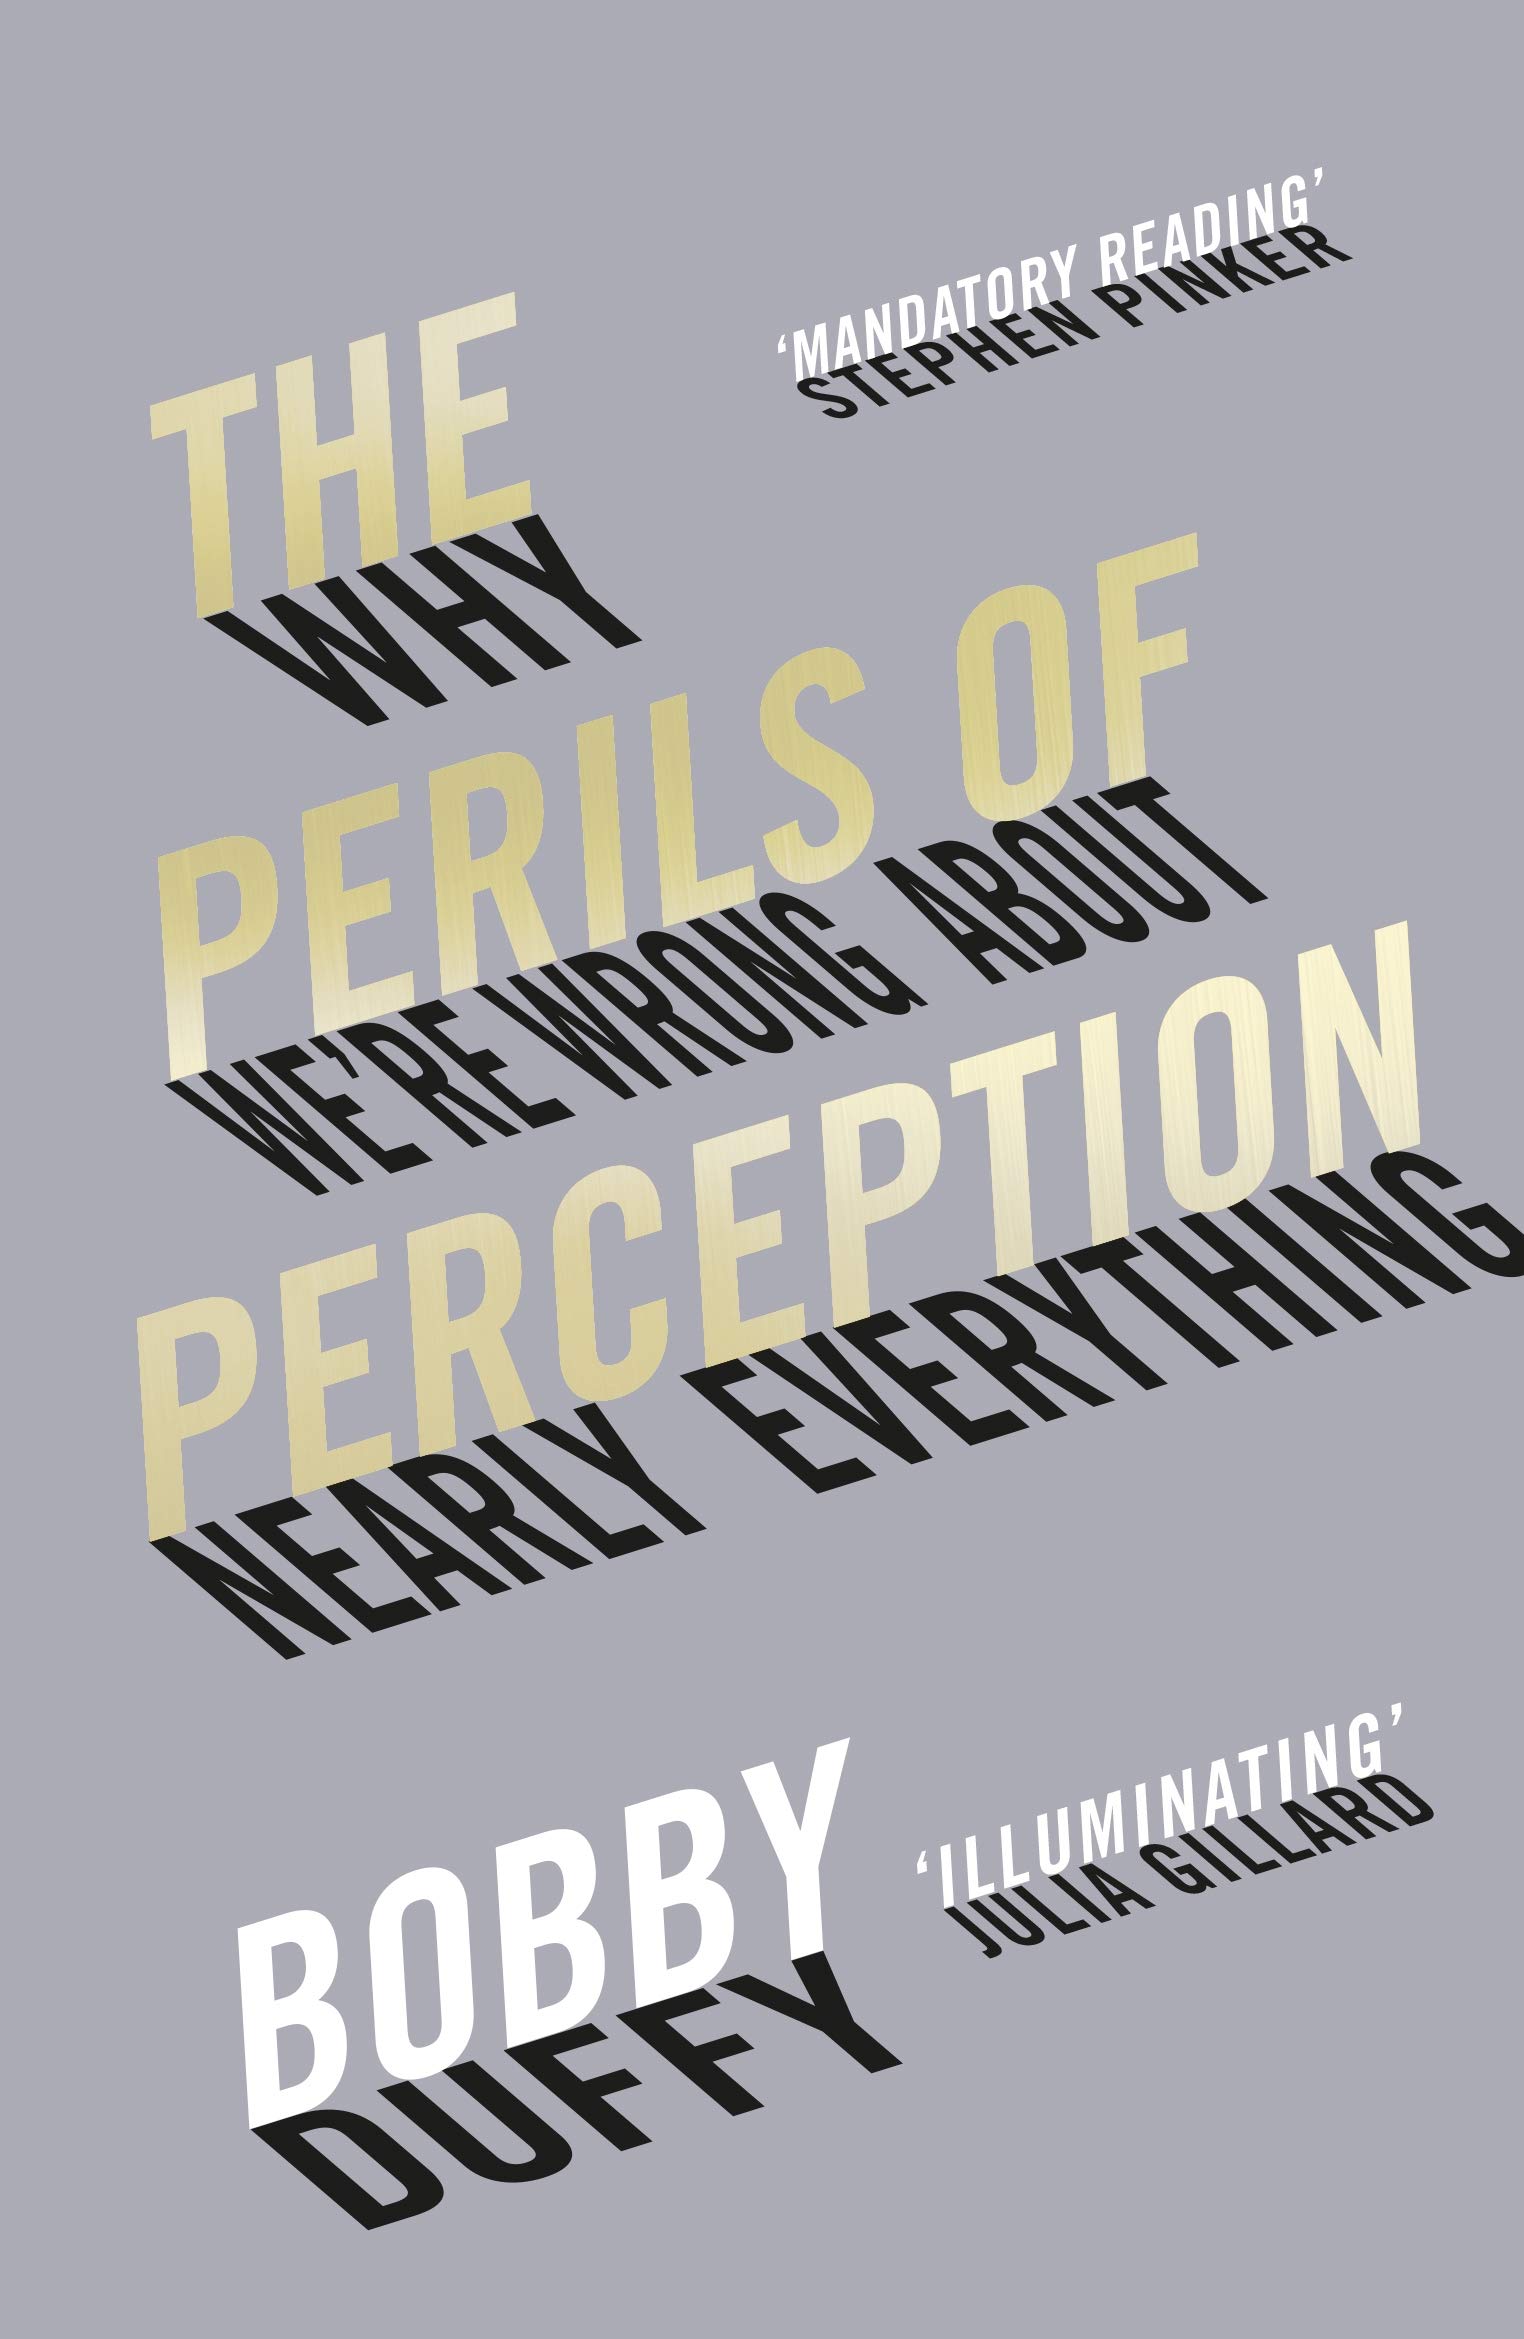 ‘MANDATORY READING’
STEPHEN PINKER
THE
WHY
PERILS OF
WE'RE WRONG ABOUT
PERCEPTION
NEARLY EVERYTHING
BOBBY
DUFFY
‘ILLUMINATING’
JULIA GILLARD